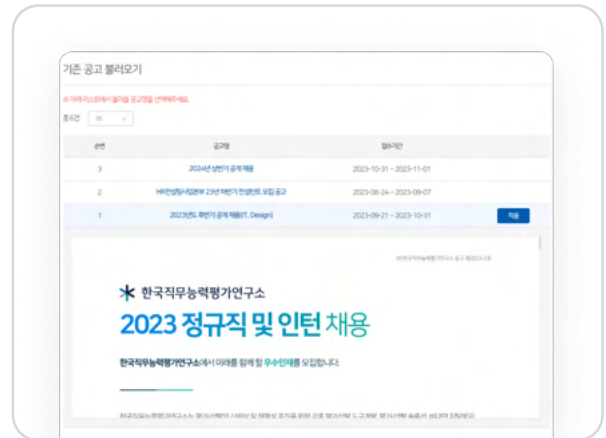 기존 공고 불러오기
※ 아래 리스트에서 불러올 공고명을 선택해주세요.
총 6건 10
순번 공고명 접수기간
3 2024년 상반기 공개 채용 2023-10-31 ~ 2023-11-01
2 HR컨설팅사업본부 23년 하반기 컨설턴트 모집 공고 2023-08-24 ~ 2023-09-07
1 2023년도 후반기 공개 채용(IT, Design) 2023-09-21 ~ 2023-10-31 적용
한국직무능력평가연구소
2023 정규직 및 인턴 채용
한국직무능력평가연구소에서 미래를 함께 할 우수인재를 모집합니다.